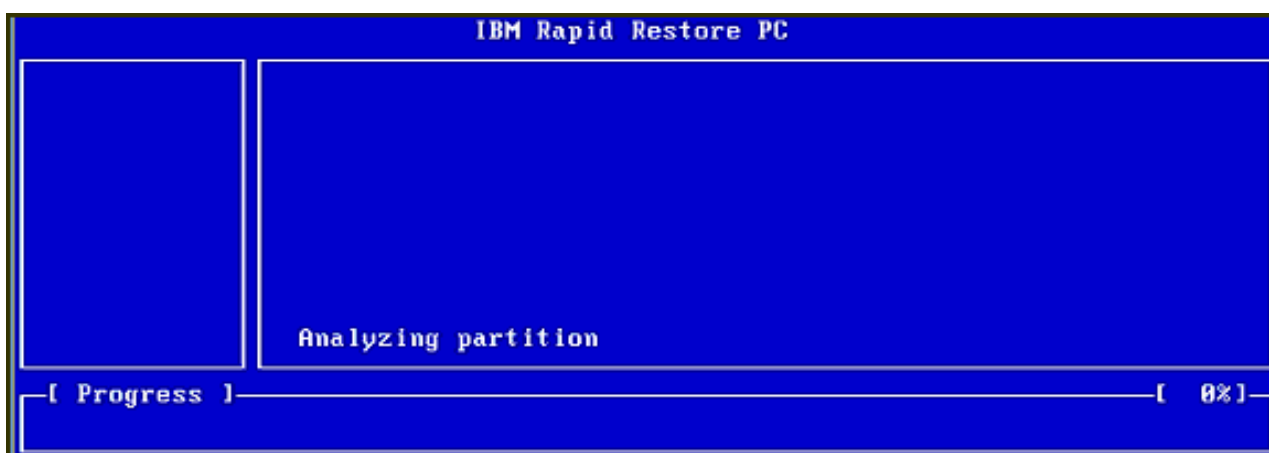 IBM Rapid Restore PC
Analyzing partition
[ Progress ] [ 0%]